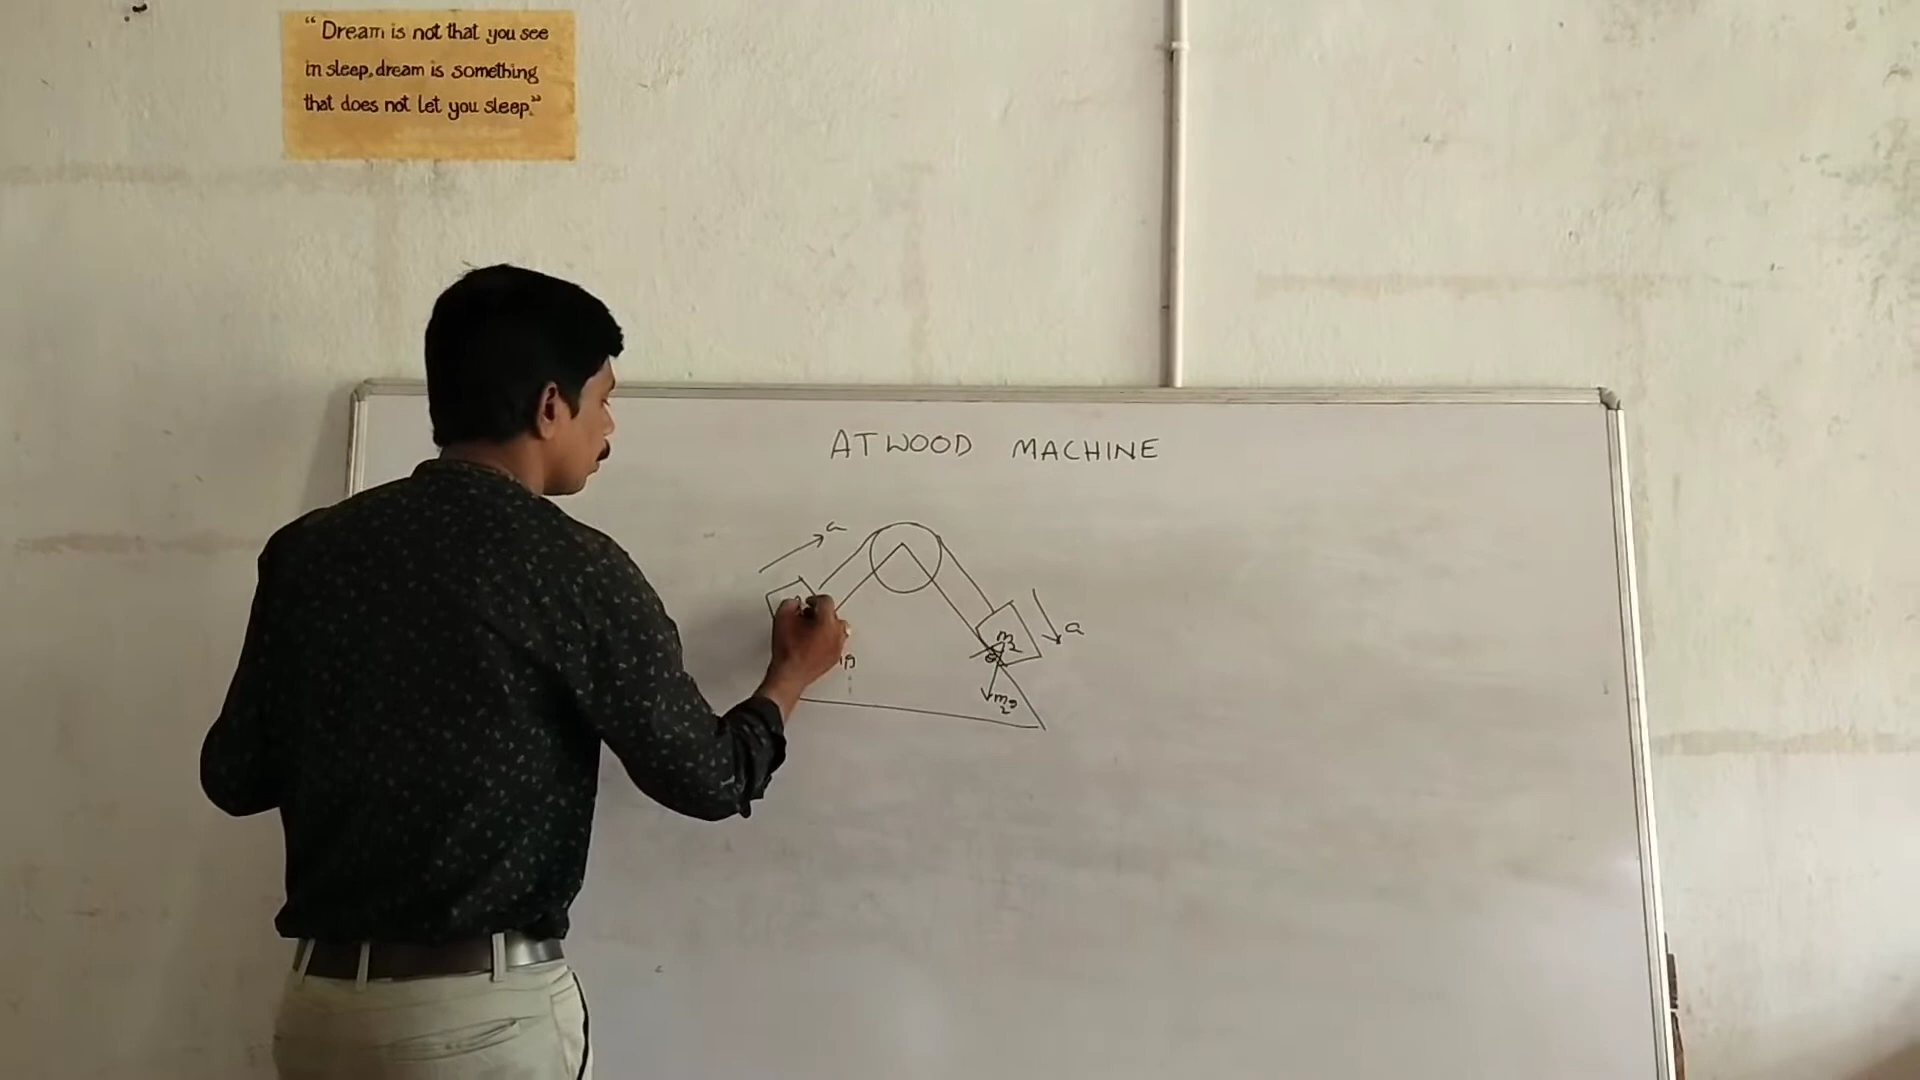 “Dream is not that you see
in sleep, dream is something
that does not let you sleep.”
ATWOOD MACHINE
a
a
m2
m2g